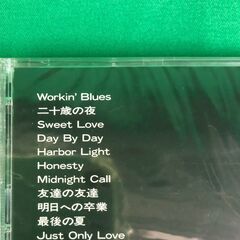 Workin' Blues
二十歳の夜
Sweet Love
Day By Day
Harbor Light
Honesty
Midnight Call
友達の友達
明日への卒業
最後の夏
Just Only Love